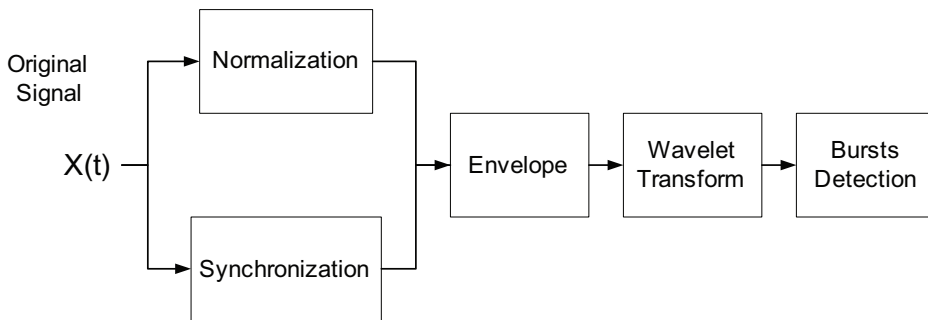 Original
Signal
X(t)
Normalization
Synchronization
Envelope
Wavelet
Transform
Bursts
Detection